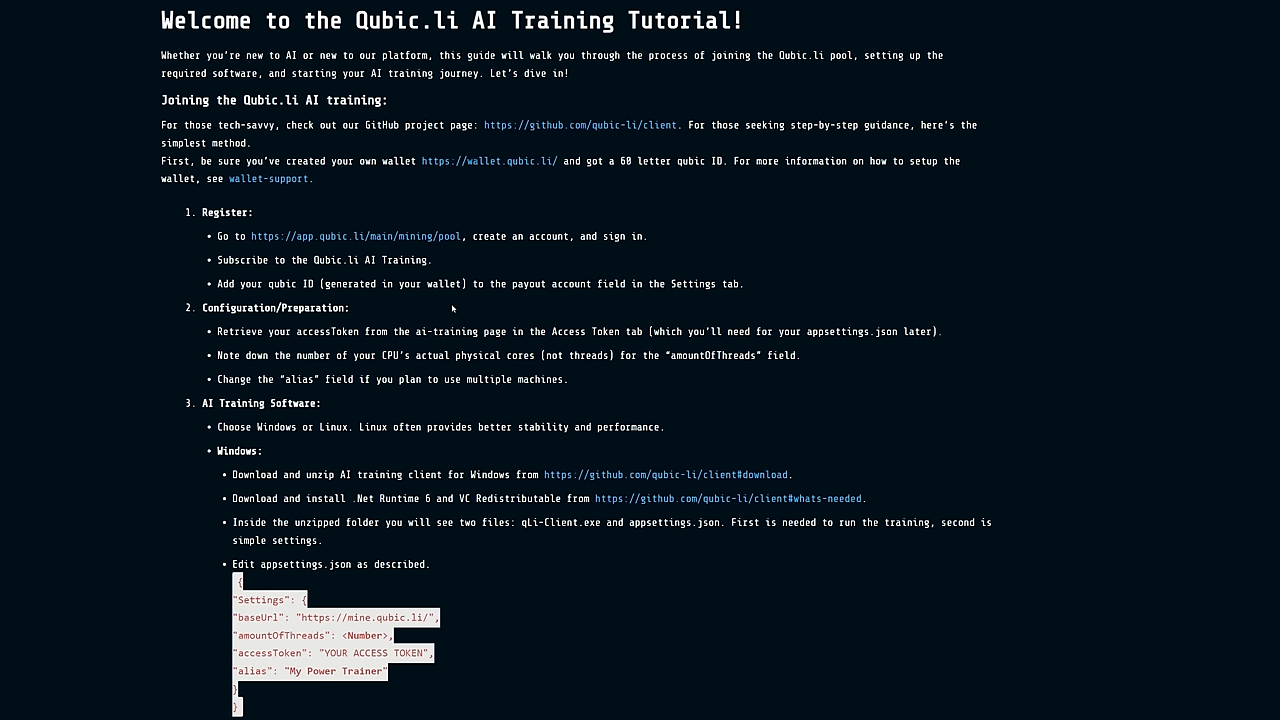 Welcome to the Qubic.li AI Training Tutorial!
Whether you're new to AI or new to our platform, this guide will walk you through the process of joining the Qubic.li pool, setting up the
required software, and starting your AI training journey. Let's dive in!
Joining the Qubic.li AI training:
For those tech-savvy, check out our GitHub project page: https://github.com/qubic-li/client. For those seeking step-by-step guidance, here's the
simplest method.
First, be sure you've created your own wallet https://wallet.qubic.li/ and got a 60 letter qubic ID. For more information on how to setup the
wallet, see wallet-support.
1. Register:
• Go to https://app.qubic.li/main/mining/pool, create an account, and sign in.
• Subscribe to the Qubic.li AI Training.
• Add your qubic ID (generated in your wallet) to the payout account field in the Settings tab.
2. Configuration/Preparation:
• Retrieve your accessToken from the ai-training page in the Access Token tab (which you'll need for your appsettings.json later).
• Note down the number of your CPU's actual physical cores (not threads) for the “amountOfThreads” field.
• Change the “alias” field if you plan to use multiple machines.
3. AI Training Software:
• Choose Windows or Linux. Linux often provides better stability and performance.
• Windows:
• Download and unzip AI training client for Windows from https://github.com/qubic-li/client#download.
• Download and install .Net Runtime 6 and VC Redistributable from https://github.com/qubic-li/client#whats-needed.
• Inside the unzipped folder you will see two files: qLi-Client.exe and appsettings.json. First is needed to run the training, second is
simple settings.
• Edit appsettings.json as described.
{
"Settings": {
"baseUrl": "https://mine.qubic.li/",
"amountOfThreads": <Number>,
"accessToken": "YOUR ACCESS TOKEN",
"alias": "My Power Trainer"
}
}